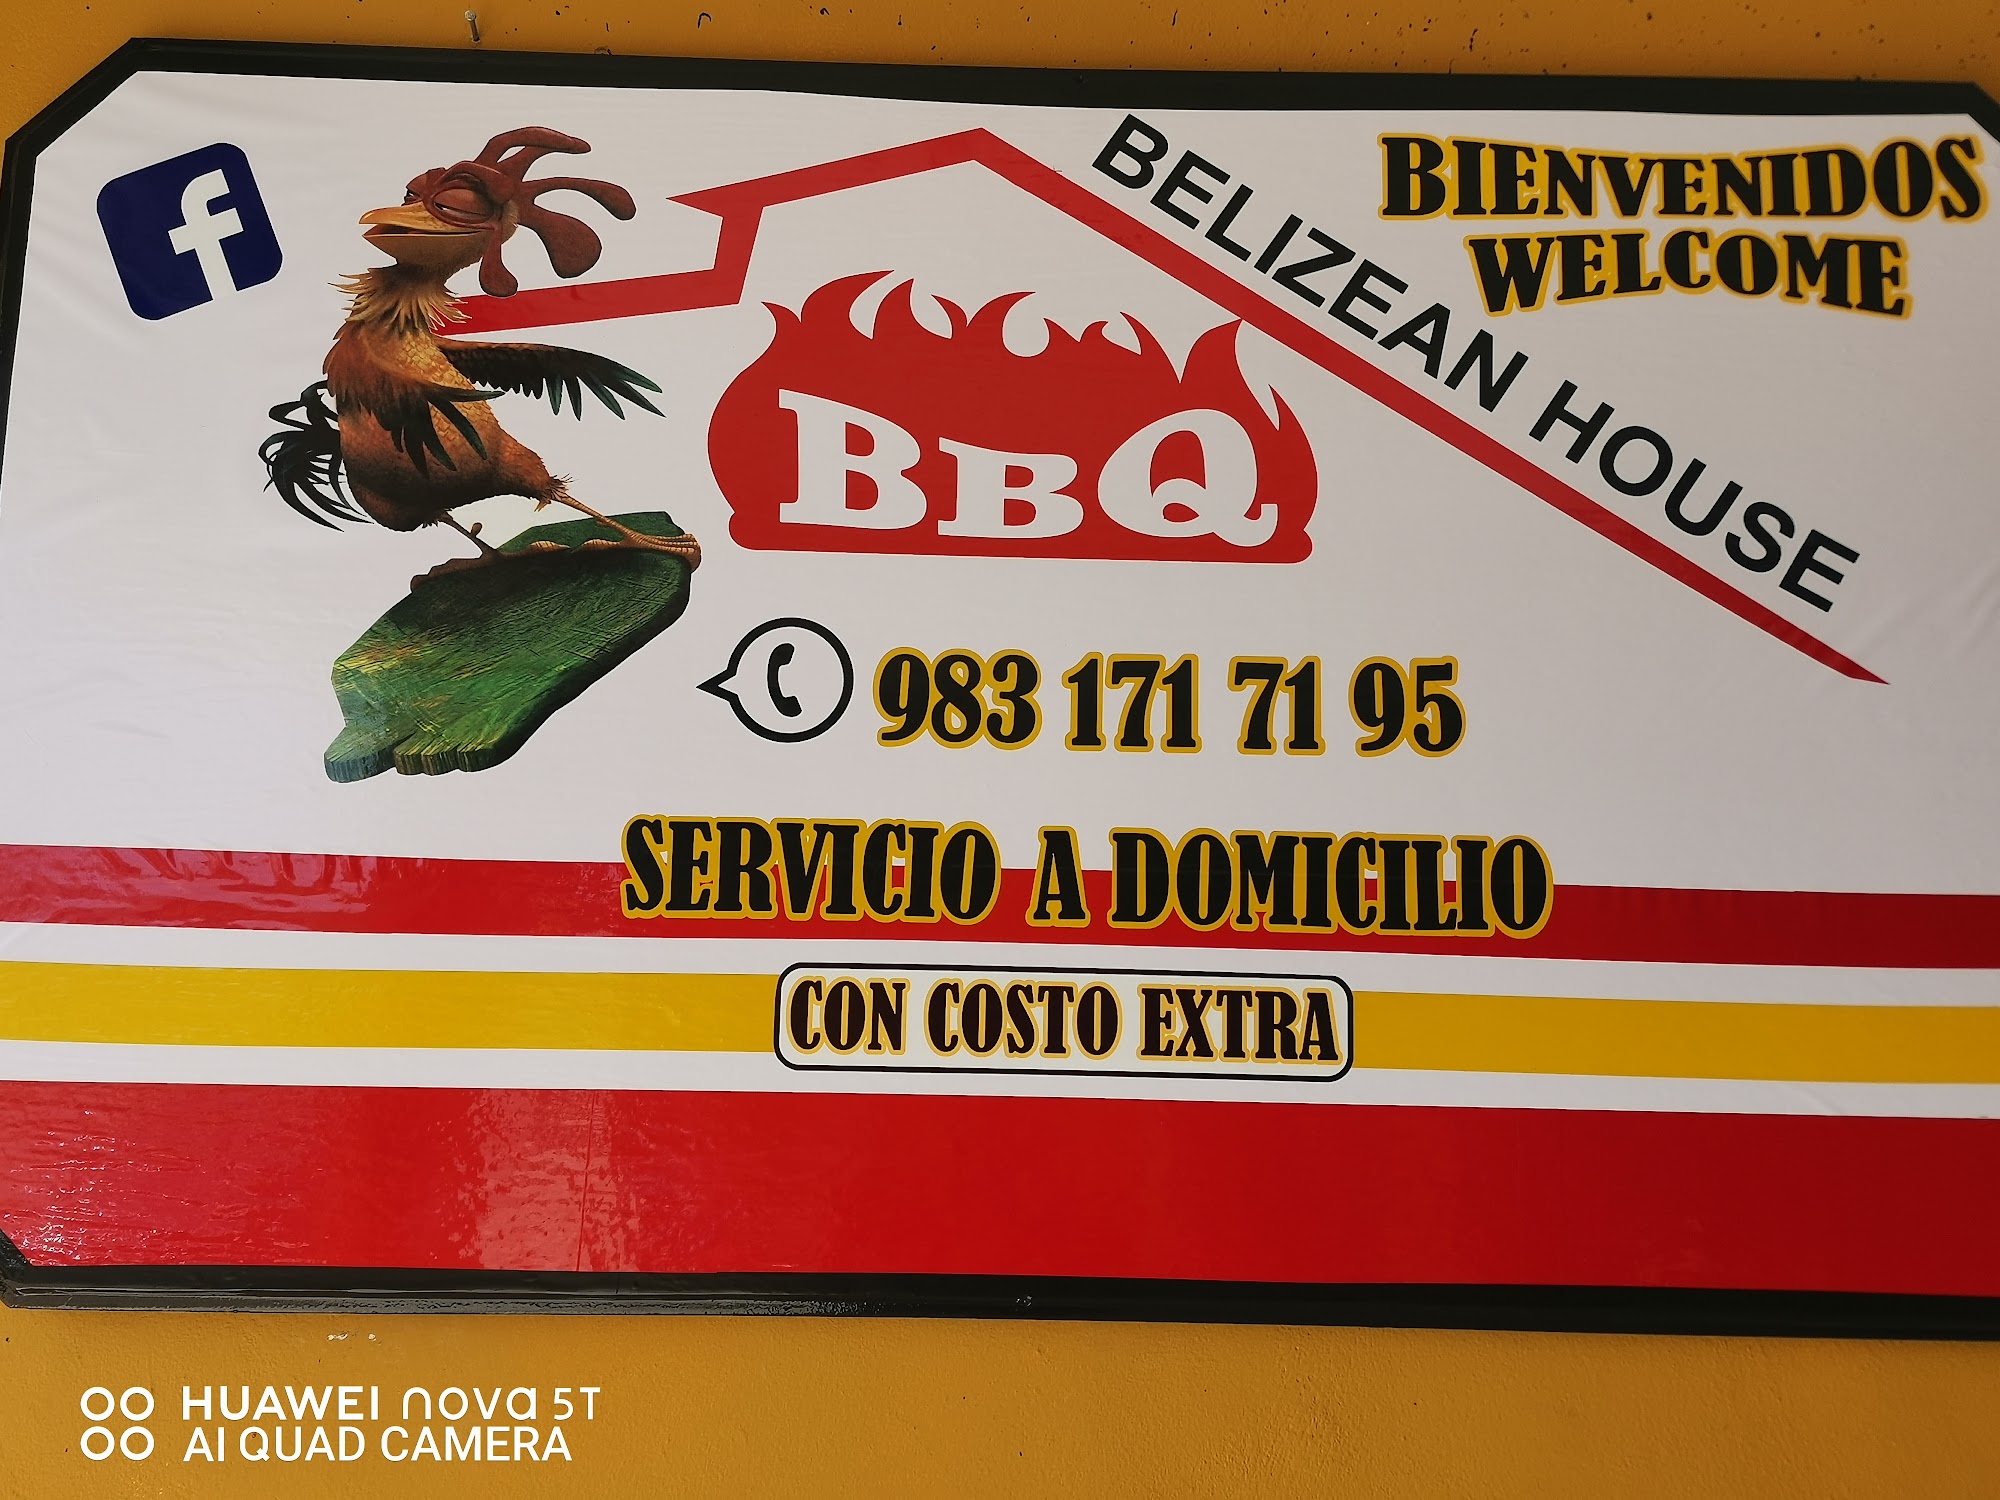 f
BIENVENIDOS
WELCOME
BELIZEAN HOUSE
BBQ
983 171 71 95
SERVICIO A DOMICILIO
CON COSTO EXTRA
HUAWEI nova 5T
AI QUAD CAMERA